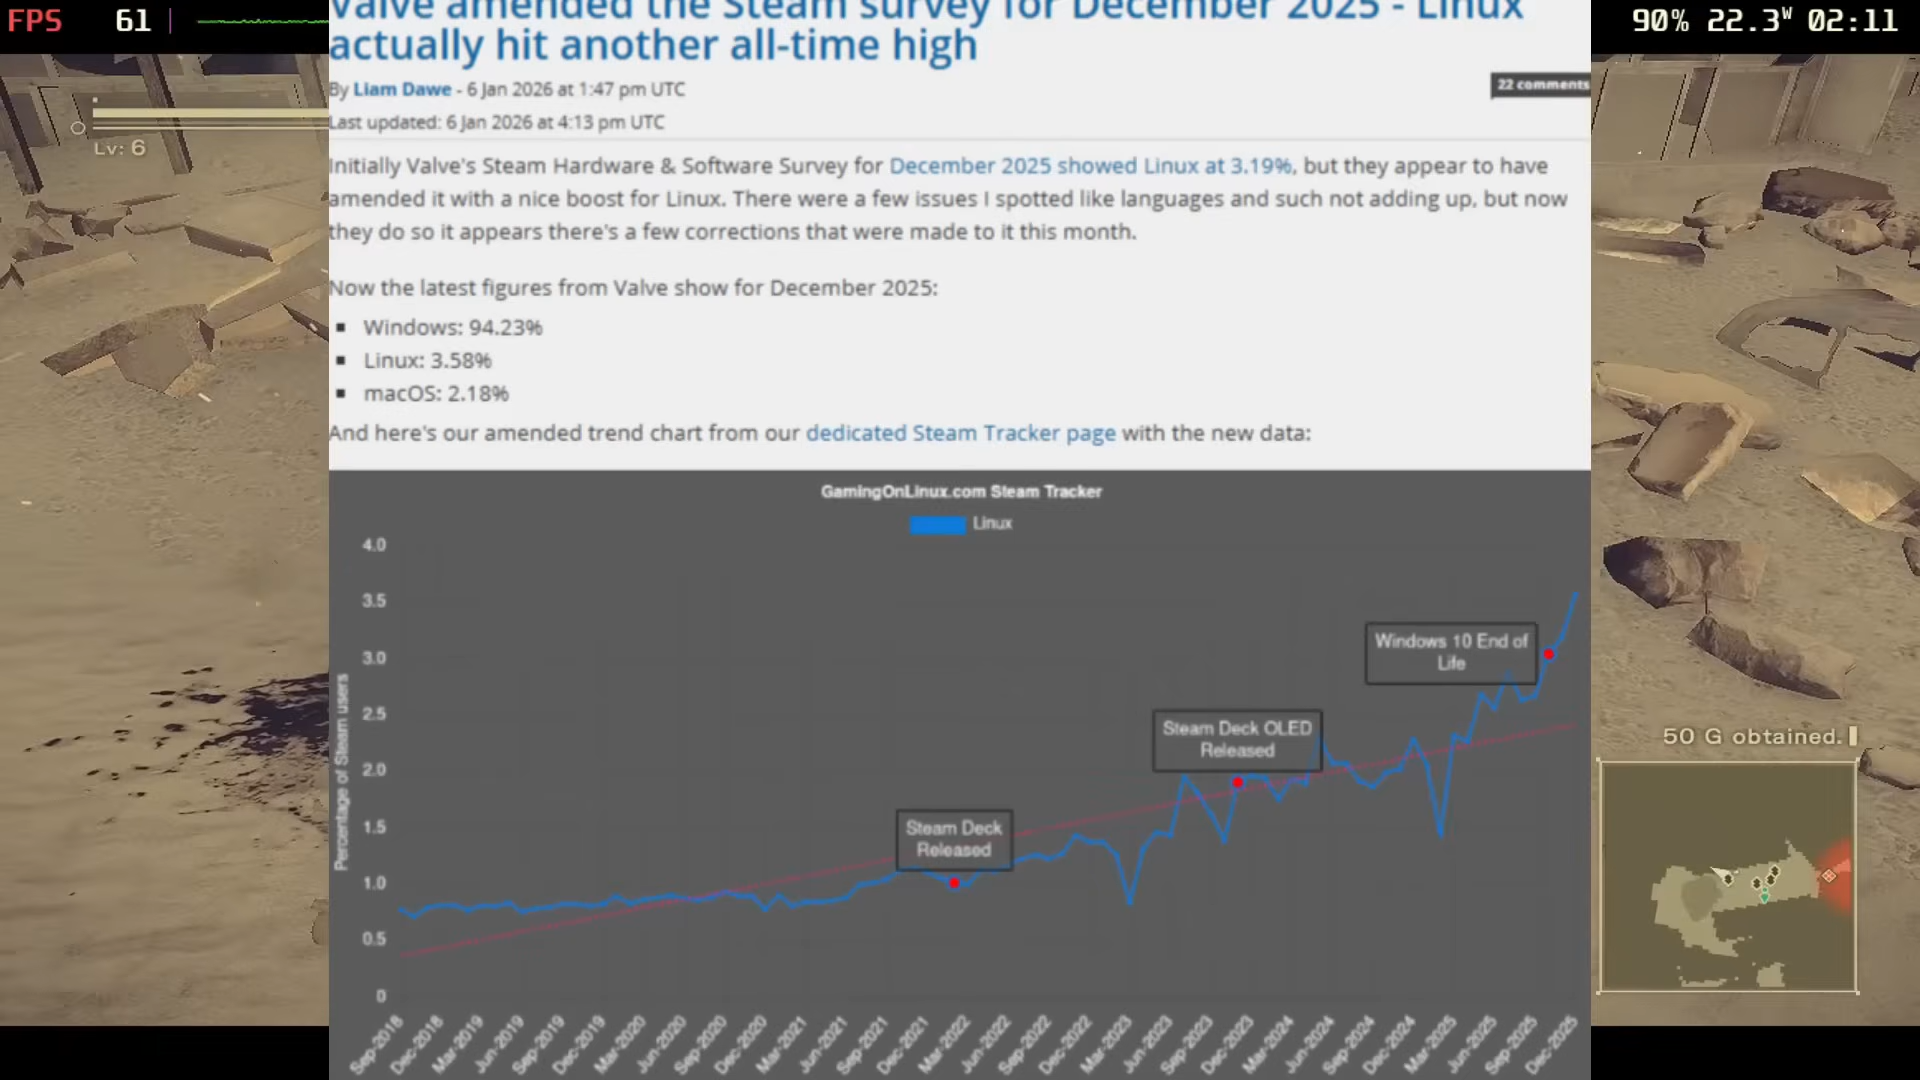 FPS 61
90% 22.3W 02:11
Valve amended the Steam survey for December 2025 - Linux
actually hit another all-time high
By Liam Dawe - 6 Jan 2026 at 1:47 pm UTC
22 comments
Last updated: 6 Jan 2026 at 4:13 pm UTC
Lv: 6
Initially Valve's Steam Hardware & Software Survey for December 2025 showed Linux at 3.19%, but they appear to have
amended it with a nice boost for Linux. There were a few issues I spotted like languages and such not adding up, but now
they do so it appears there's a few corrections that were made to it this month.
Now the latest figures from Valve show for December 2025:
Windows: 94.23%
Linux: 3.58%
macOS: 2.18%
And here's our amended trend chart from our dedicated Steam Tracker page with the new data:
GamingOnLinux.com Steam Tracker
Linux
4.0
3.5
3.0
2.5
2.0
1.5
1.0
0.5
0
Percentage of Steam users
Windows 10 End of
Life
Steam Deck OLED
Released
Steam Deck
Released
50 G obtained.
Sep-2018
Dec-2018
Mar-2019
Jun-2019
Sep-2019
Dec-2019
Mar-2020
Jun-2020
Sep-2020
Dec-2020
Mar-2021
Jun-2021
Sep-2021
Dec-2021
Mar-2022
Jun-2022
Sep-2022
Dec-2022
Mar-2023
Jun-2023
Sep-2023
Dec-2023
Mar-2024
Jun-2024
Sep-2024
Dec-2024
Mar-2025
Jun-2025
Sep-2025
Dec-2025